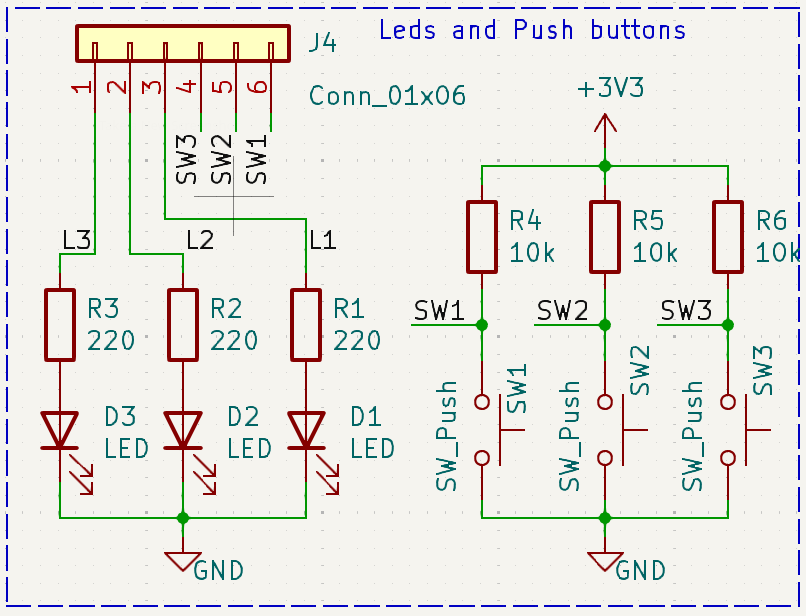 Leds and Push buttons
J4
Conn_01x06
1
2
3
4
5
6
SW3
SW2
SW1
+3V3
L3
L2
L1
R4
10k
R5
10k
R6
10k
R3
220
R2
220
R1
220
SW1
SW2
SW3
D3
LED
D2
LED
D1
LED
SW_Push
SW1
SW_Push
SW2
SW_Push
SW3
GND
GND